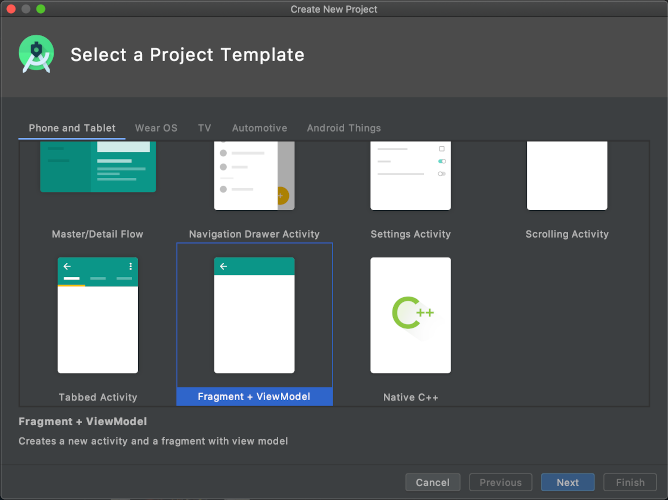 Create New Project
Select a Project Template
Phone and Tablet Wear OS TV Automotive Android Things
Master/Detail Flow Navigation Drawer Activity Settings Activity Scrolling Activity
C++
Tabbed Activity Fragment + ViewModel Native C++
Fragment + ViewModel
Creates a new activity and a fragment with view model
Cancel Previous Next Finish